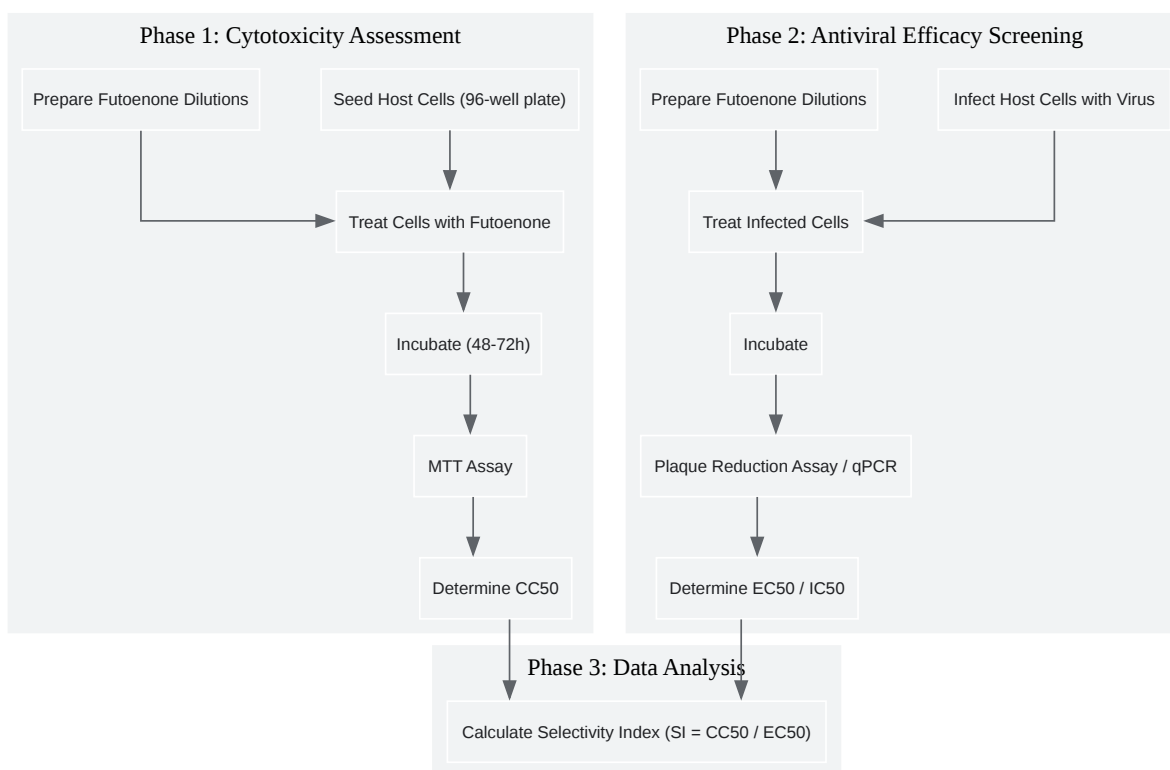 Phase 1: Cytotoxicity Assessment
Prepare Futoenone Dilutions
Seed Host Cells (96-well plate)
Treat Cells with Futoenone
Incubate (48-72h)
MTT Assay
Determine CC50
Phase 2: Antiviral Efficacy Screening
Prepare Futoenone Dilutions
Infect Host Cells with Virus
Treat Infected Cells
Incubate
Plaque Reduction Assay / qPCR
Determine EC50 / IC50
Phase 3: Data Analysis
Calculate Selectivity Index (SI = CC50 / EC50)